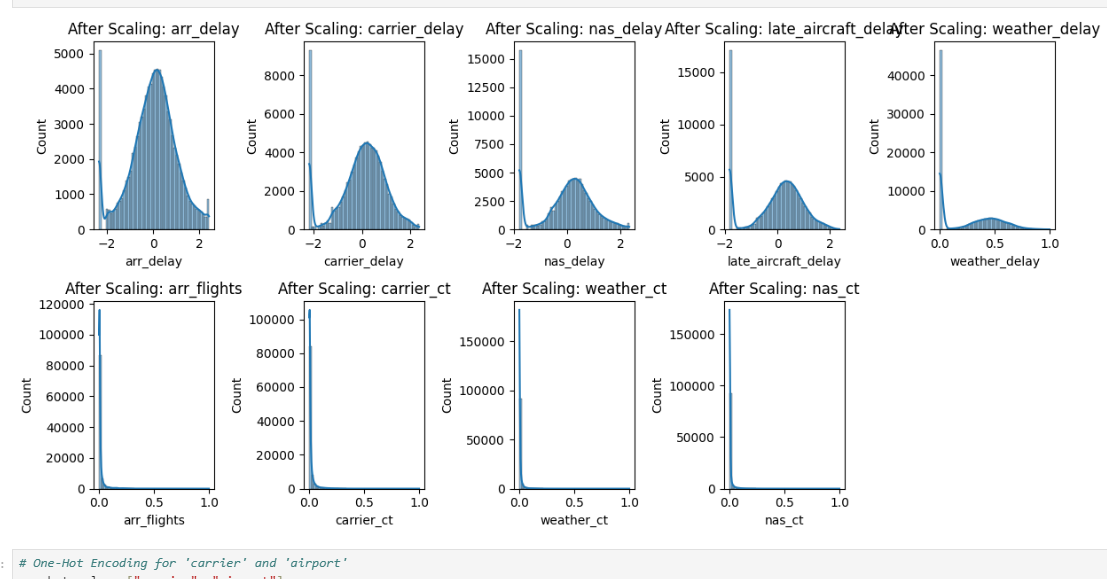 After Scaling: arr_delay
After Scaling: carrier_delay
After Scaling: nas_delay
After Scaling: late_aircraft_delay
After Scaling: weather_delay
5000
4000
3000
2000
1000
0
Count
−2 0 2
arr_delay
8000
6000
4000
2000
0
Count
−2 0 2
carrier_delay
15000
12500
10000
7500
5000
2500
0
Count
−2 0 2
nas_delay
15000
10000
5000
0
Count
−2 0 2
late_aircraft_delay
40000
30000
20000
10000
0
Count
0.0 0.5 1.0
weather_delay
After Scaling: arr_flights
After Scaling: carrier_ct
After Scaling: weather_ct
After Scaling: nas_ct
120000
100000
80000
60000
40000
20000
0
Count
0.0 0.5 1.0
arr_flights
100000
80000
60000
40000
20000
0
Count
0.0 0.5 1.0
carrier_ct
150000
100000
50000
0
Count
0.0 0.5 1.0
weather_ct
150000
100000
50000
0
Count
0.0 0.5 1.0
nas_ct
# One-Hot Encoding for 'carrier' and 'airport'